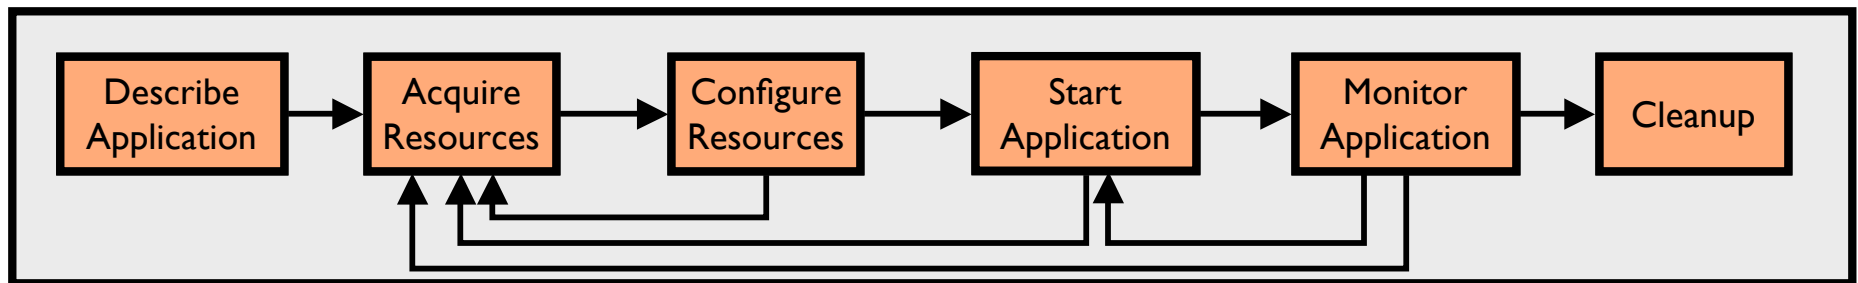 Describe
Application
Acquire
Resources
Configure
Resources
Start
Application
Monitor
Application
Cleanup